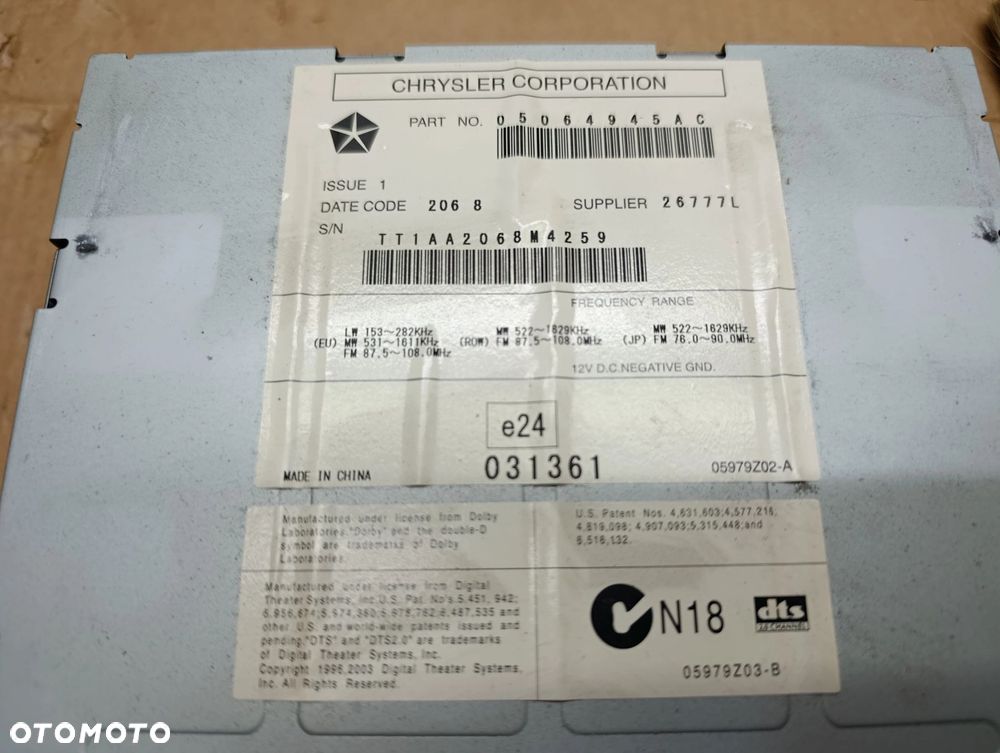 CHRYSLER CORPORATION
PART NO. 05064945AC
ISSUE 1
DATE CODE 206 8 SUPPLIER 26777L
S/N
TT1AA2068M4259
FREQUENCY RANGE
LW 153~282KHz
(EU) MW 531~1611KHz
FM 87.5~108.0MHz
MW 522~1629KHz
(ROW) FM 87.5~108.0MHz
MW 522~1629KHz
(JP) FM 76.0~90.0MHz
12V D.C.NEGATIVE GND.
e24
031361
MADE IN CHINA
05979Z02-A
Manufactured under license from Dolby
Laboratories."Dolby" and the double-D
symbol are trademarks of Dolby
Laboratories.
U.S. Patent Nos. 4,631,603;4,577,216;
4,819,098; 4,907,093;5,315,448;and
6,516,132.
Manufactured under license from Digital
Theater Systems, Inc.U.S. Pat. No's.5,451, 942;
5,956,674;5,974,380;5,978,762;6,487,535 and
other U.S. and world-wide patents issued and
pending."DTS" and "DTS2.0" are trademarks
of Digital Theater Systems, Inc.
Copyright 1996,2003 Digital Theater Systems,
Inc. All Rights Reserved.
N18
dts
2.0 CHANNEL
05979Z03-B
OTOMOTO